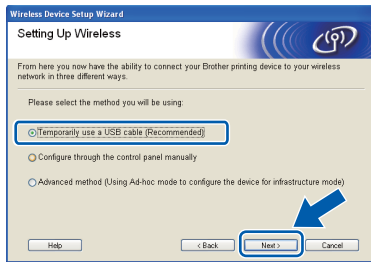 Wireless Device Setup Wizard
Setting Up Wireless
From here you now have the ability to connect your Brother printing device to your wireless
network in three different ways.
Please select the method you will be using:
Temporarily use a USB cable (Recommended)
Configure through the control panel manually
Advanced method (Using Ad-hoc mode to configure the device for infrastructure mode)
Help
< Back
Next >
Cancel